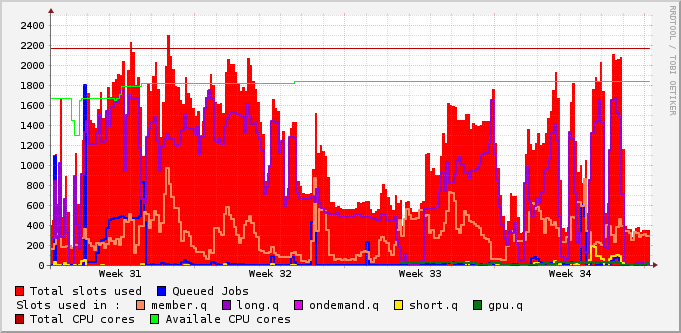 RRDTOOL / TOBI OETIKER
2400
2200
2000
1800
1600
1400
1200
1000
800
600
400
200
0
Week 31 Week 32 Week 33 Week 34
Total slots used Queued Jobs
Slots used in : member.q long.q ondemand.q short.q gpu.q
Total CPU cores Availale CPU cores